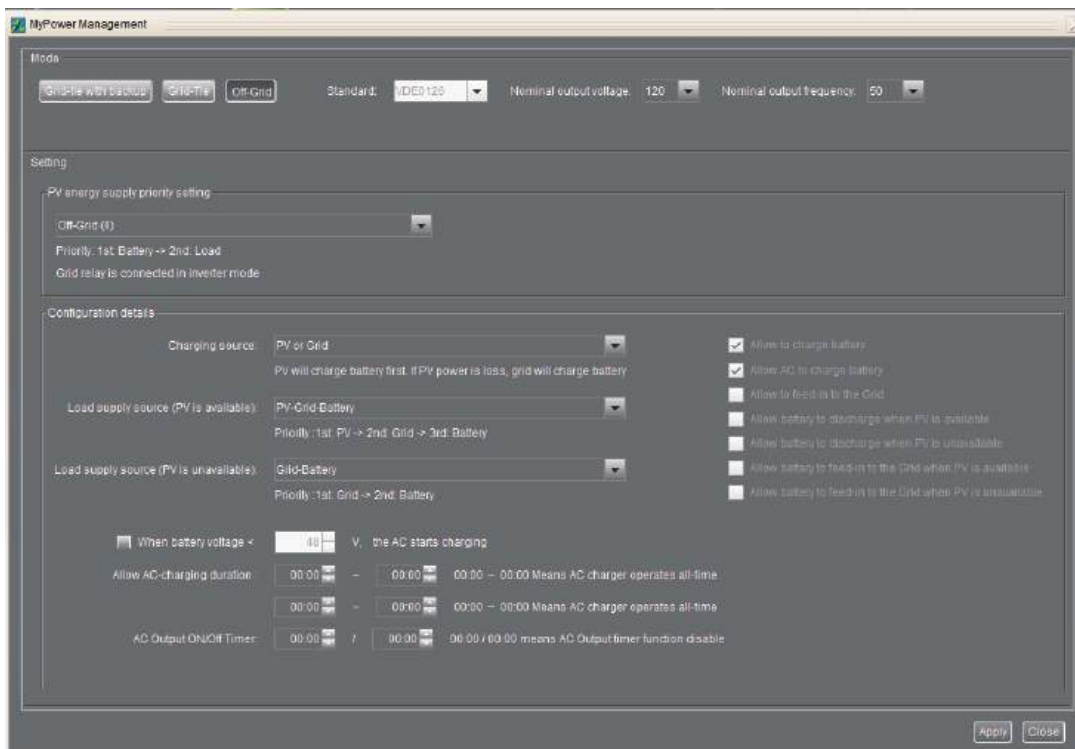 MyPower Management
Mode
Grid-tie with backup Grid-Tie Off-Grid Standard: VDE0126 Nominal output voltage: 120 Nominal output frequency: 50
Setting
PV energy supply priority setting
Off-Grid (II)
Priority: 1st: Battery -> 2nd: Load
Grid relay is connected in inverter mode
Configuration details
Charging source: PV or Grid
PV will charge battery first. If PV power is loss, grid will charge battery
Load supply source (PV is available): PV-Grid-Battery
Priority :1st: PV -> 2nd: Grid -> 3rd: Battery
Load supply source (PV is unavailable): Grid-Battery
Priority :1st: Grid -> 2nd: Battery
Allow to charge battery
Allow AC to charge battery
Allow to feed-in to the Grid
Allow battery to discharge when PV is available
Allow battery to discharge when PV is unavailable
Allow battery to feed-in to the Grid when PV is available
Allow battery to feed-in to the Grid when PV is unavailable
When battery voltage < 48 V, the AC starts charging
Allow AC-charging duration: 00:00 – 00:00 00:00 – 00:00 Means AC charger operates all-time
00:00 – 00:00 00:00 – 00:00 Means AC charger operates all-time
AC Output ON/Off Timer: 00:00 / 00:00 00:00 / 00:00 means AC Output timer function disable
Apply Close